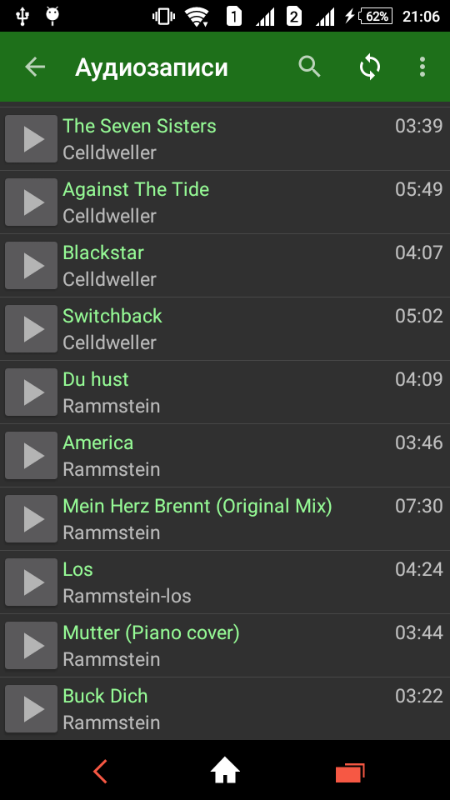 1 2 62% 21:06
Аудиозаписи
The Seven Sisters 03:39
Celldweller
Against The Tide 05:49
Celldweller
Blackstar 04:07
Celldweller
Switchback 05:02
Celldweller
Du hust 04:09
Rammstein
America 03:46
Rammstein
Mein Herz Brennt (Original Mix) 07:30
Rammstein
Los 04:24
Rammstein-los
Mutter (Piano cover) 03:44
Rammstein
Buck Dich 03:22
Rammstein